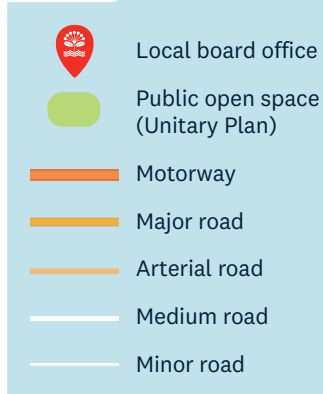 Local board office
Public open space
(Unitary Plan)
Motorway
Major road
Arterial road
Medium road
Minor road